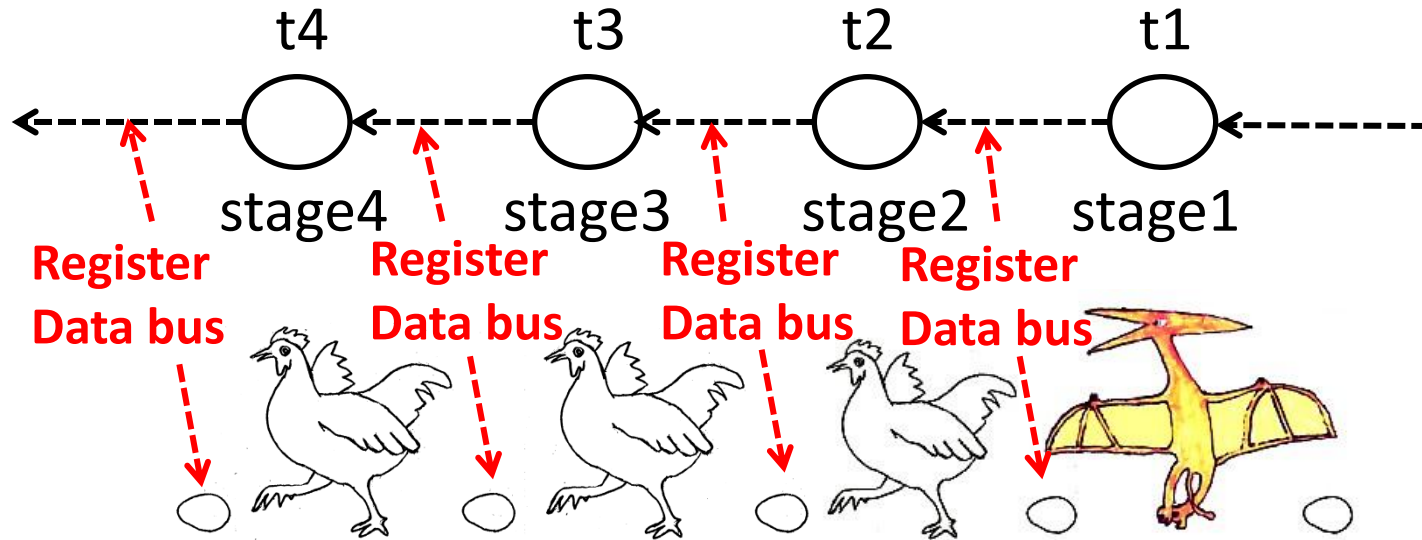 t4 t3 t2 t1
stage4 stage3 stage2 stage1
Register Register Register Register
Data bus Data bus Data bus Data bus